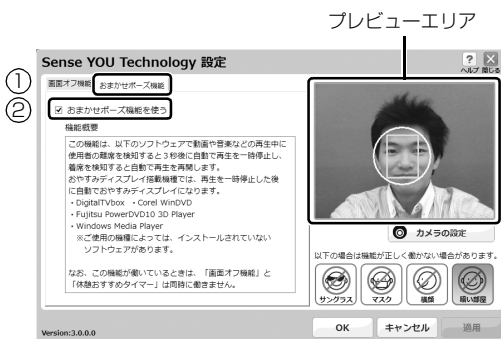 プレビューエリア
Sense YOU Technology 設定
ヘルプ 閉じる
① 画面オフ機能 おまかせポーズ機能
② おまかせポーズ機能を使う
機能概要
この機能は、以下のソフトウェアで動画や音楽などの再生中に
使用者の離席を検知すると３秒後に自動で再生を一時停止し、
着席を検知すると自動で再生を再開します。
おやすみディスプレイ搭載機種では、再生を一時停止した後
に自動でおやすみディスプレイになります。
・DigitalTVbox ・Corel WinDVD
・Fujitsu PowerDVD10 3D Player
・Windows Media Player
※ご使用の機種によっては、インストールされていない
ソフトウェアがあります。
なお、この機能が働いているときは、「画面オフ機能」と
「休憩おすすめタイマー」は同時に働きません。
カメラの設定
以下の場合は機能が正しく働かない場合があります。
サングラス マスク 横顔 暗い部屋
Version:3.0.0.0
OK キャンセル 適用